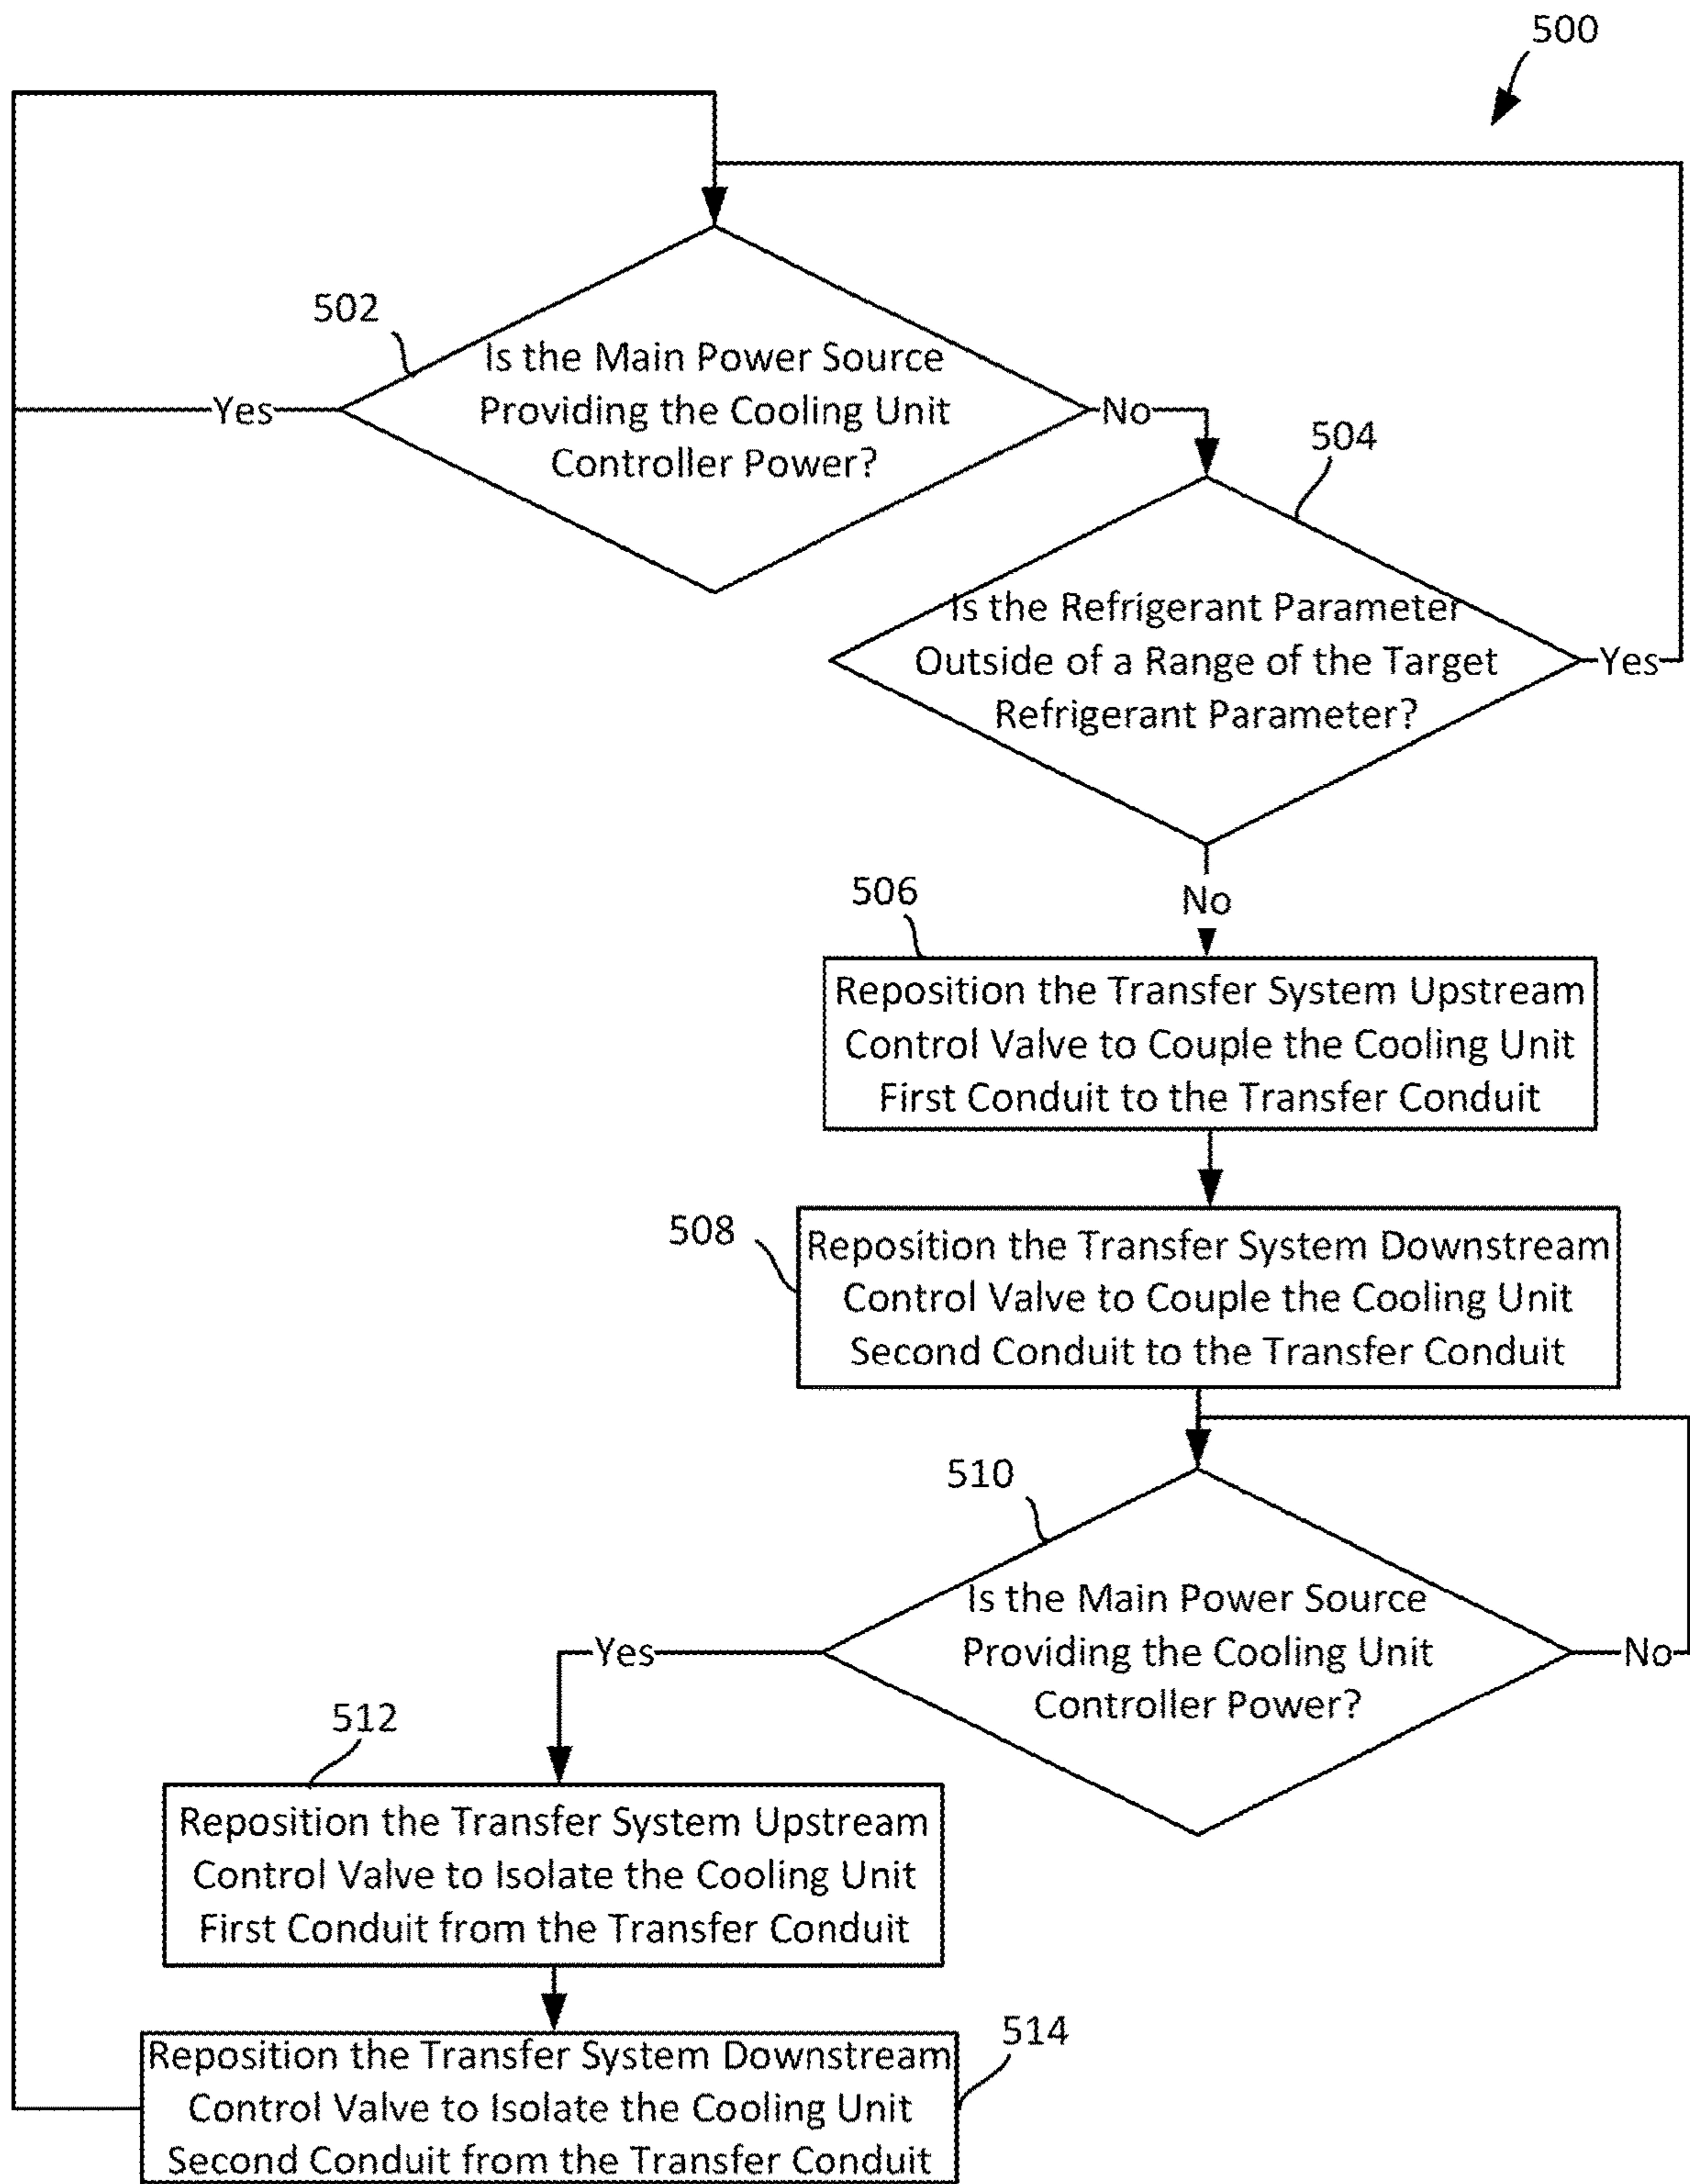 500
502
Is the Main Power Source
Providing the Cooling Unit
Controller Power?
Yes
No
504
Is the Refrigerant Parameter
Outside of a Range of the Target
Refrigerant Parameter?
Yes
No
506
Reposition the Transfer System Upstream
Control Valve to Couple the Cooling Unit
First Conduit to the Transfer Conduit
508
Reposition the Transfer System Downstream
Control Valve to Couple the Cooling Unit
Second Conduit to the Transfer Conduit
510
Is the Main Power Source
Providing the Cooling Unit
Controller Power?
Yes
No
512
Reposition the Transfer System Upstream
Control Valve to Isolate the Cooling Unit
First Conduit from the Transfer Conduit
514
Reposition the Transfer System Downstream
Control Valve to Isolate the Cooling Unit
Second Conduit from the Transfer Conduit